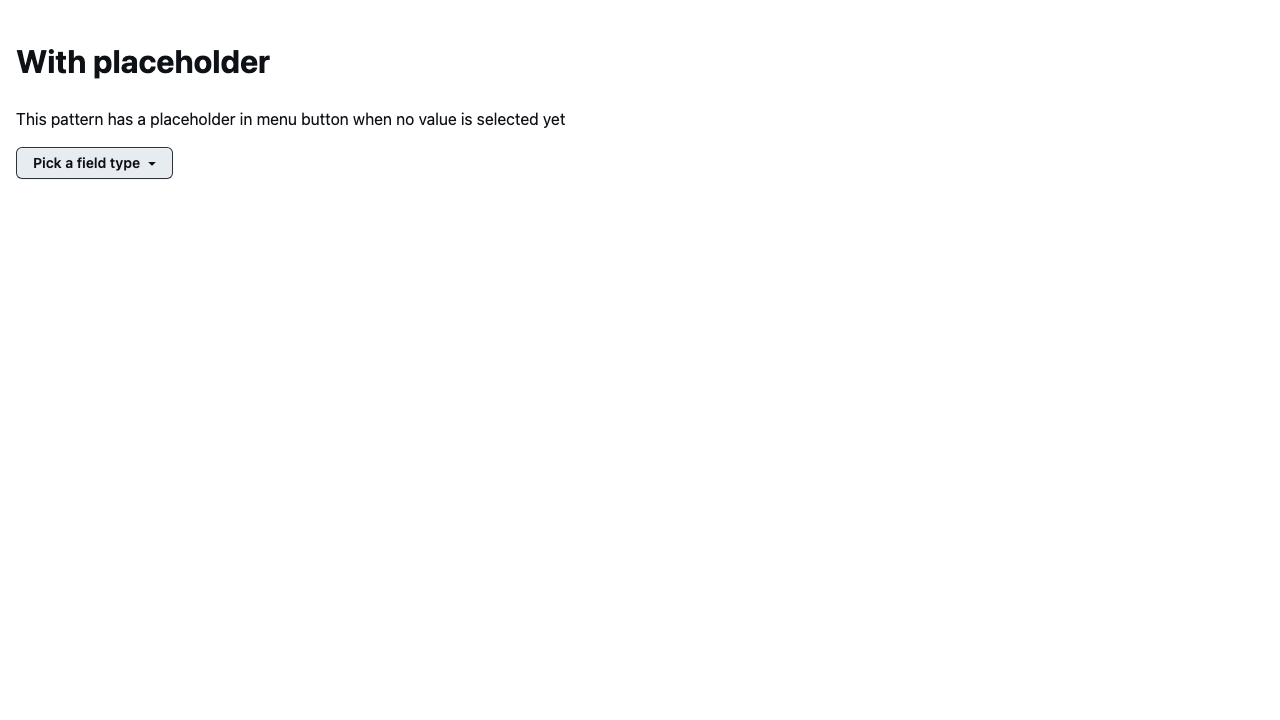 With placeholder
This pattern has a placeholder in menu button when no value is selected yet
Pick a field type